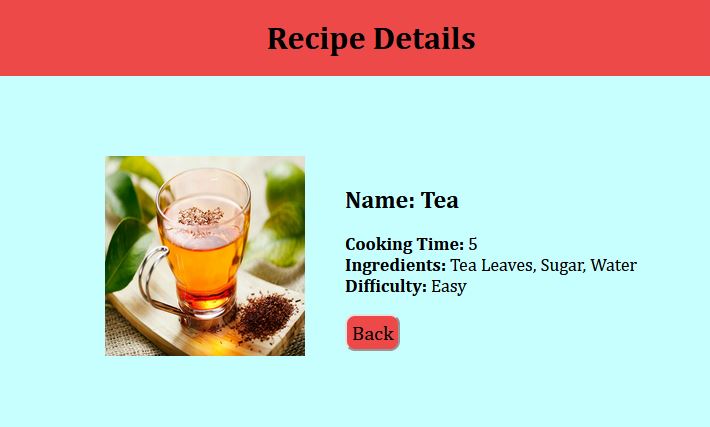 Recipe Details
Name: Tea
Cooking Time: 5
Ingredients: Tea Leaves, Sugar, Water
Difficulty: Easy
Back